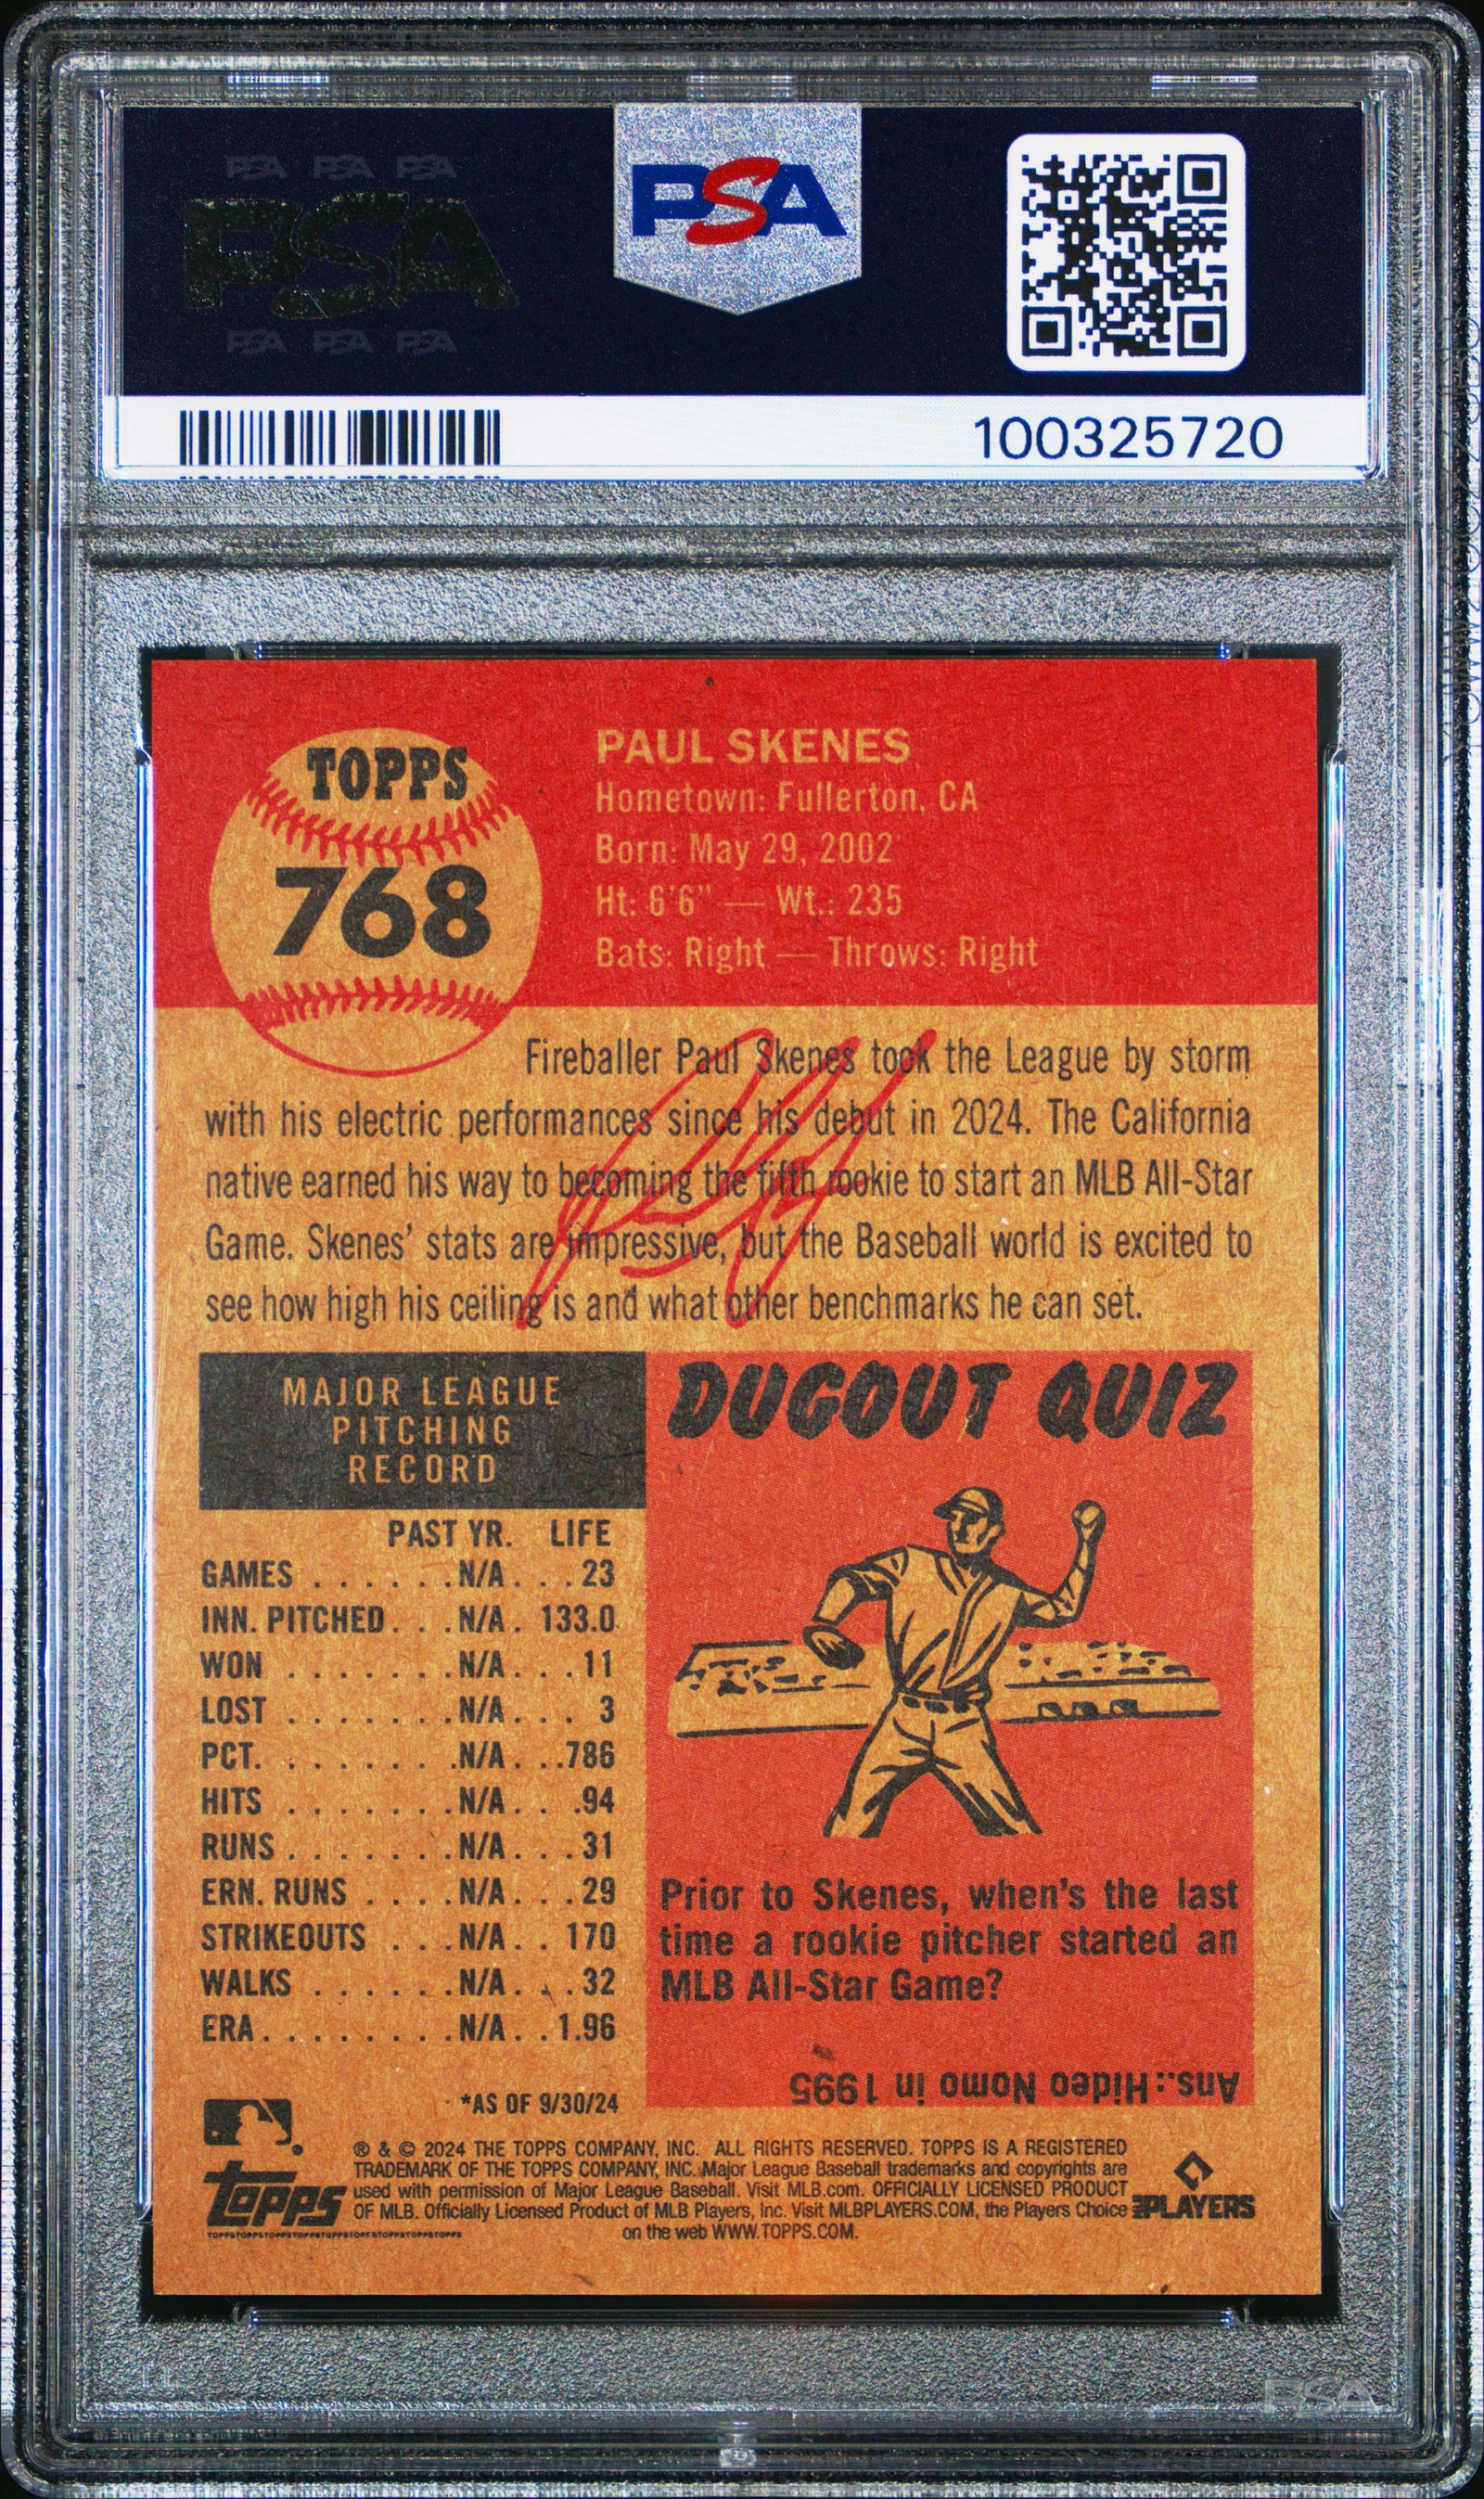 PSA PSA PSA
PSA
PSA PSA PSA
PSA
100325720
TOPPS
768
PAUL SKENES
Hometown: Fullerton, CA
Born: May 29, 2002
Ht: 6'6" — Wt.: 235
Bats: Right — Throws: Right
Fireballer Paul Skenes took the League by storm
with his electric performances since his debut in 2024. The California
native earned his way to becoming the fifth rookie to start an MLB All-Star
Game. Skenes' stats are impressive, but the Baseball world is excited to
see how high his ceiling is and what other benchmarks he can set.
MAJOR LEAGUE
PITCHING
RECORD
PAST YR. LIFE
GAMES . . . . . . N/A . . . 23
INN. PITCHED . . . N/A . 133.0
WON . . . . . . . N/A . . . 11
LOST . . . . . . . N/A . . . 3
PCT. . . . . . . . N/A . . .786
HITS . . . . . . . N/A . . . 94
RUNS . . . . . . . N/A . . . 31
ERN. RUNS . . . . N/A . . . 29
STRIKEOUTS . . . N/A . . 170
WALKS . . . . . . N/A . . . 32
ERA . . . . . . . . N/A . . 1.96
*AS OF 9/30/24
DUGOUT QUIZ
Prior to Skenes, when's the last
time a rookie pitcher started an
MLB All-Star Game?
Ans.: Hideo Nomo in 1995
topps
TOPPSTOPPSTOPPSTOPPSTOPPSTOPPSTOPPSTOPPS
® & © 2024 THE TOPPS COMPANY, INC. ALL RIGHTS RESERVED. TOPPS IS A REGISTERED
TRADEMARK OF THE TOPPS COMPANY, INC. Major League Baseball trademarks and copyrights are
used with permission of Major League Baseball. Visit MLB.com. OFFICIALLY LICENSED PRODUCT
OF MLB. Officially Licensed Product of MLB Players, Inc. Visit MLBPLAYERS.COM, the Players Choice
on the web WWW.TOPPS.COM.
MLB PLAYERS
PSA